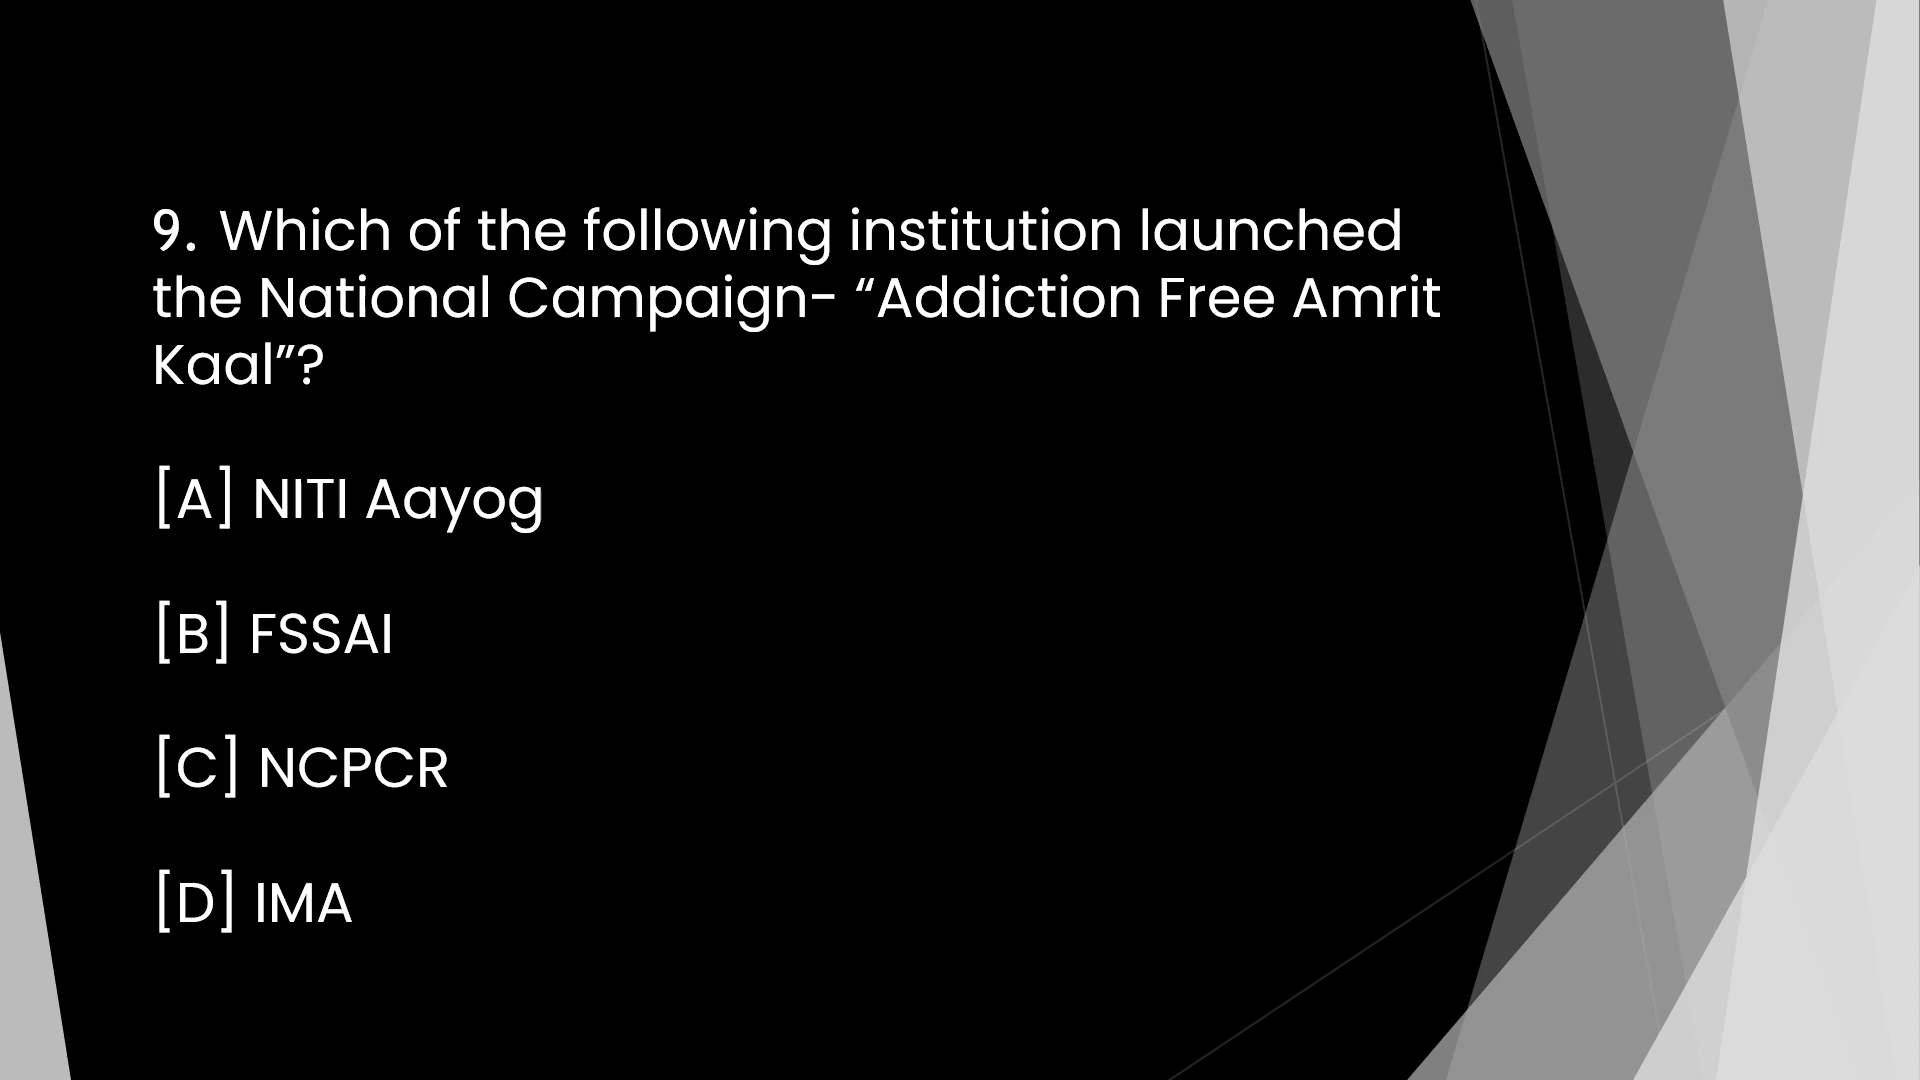 9. Which of the following institution launched
the National Campaign- “Addiction Free Amrit
Kaal”?
[A] NITI Aayog
[B] FSSAI
[C] NCPCR
[D] IMA